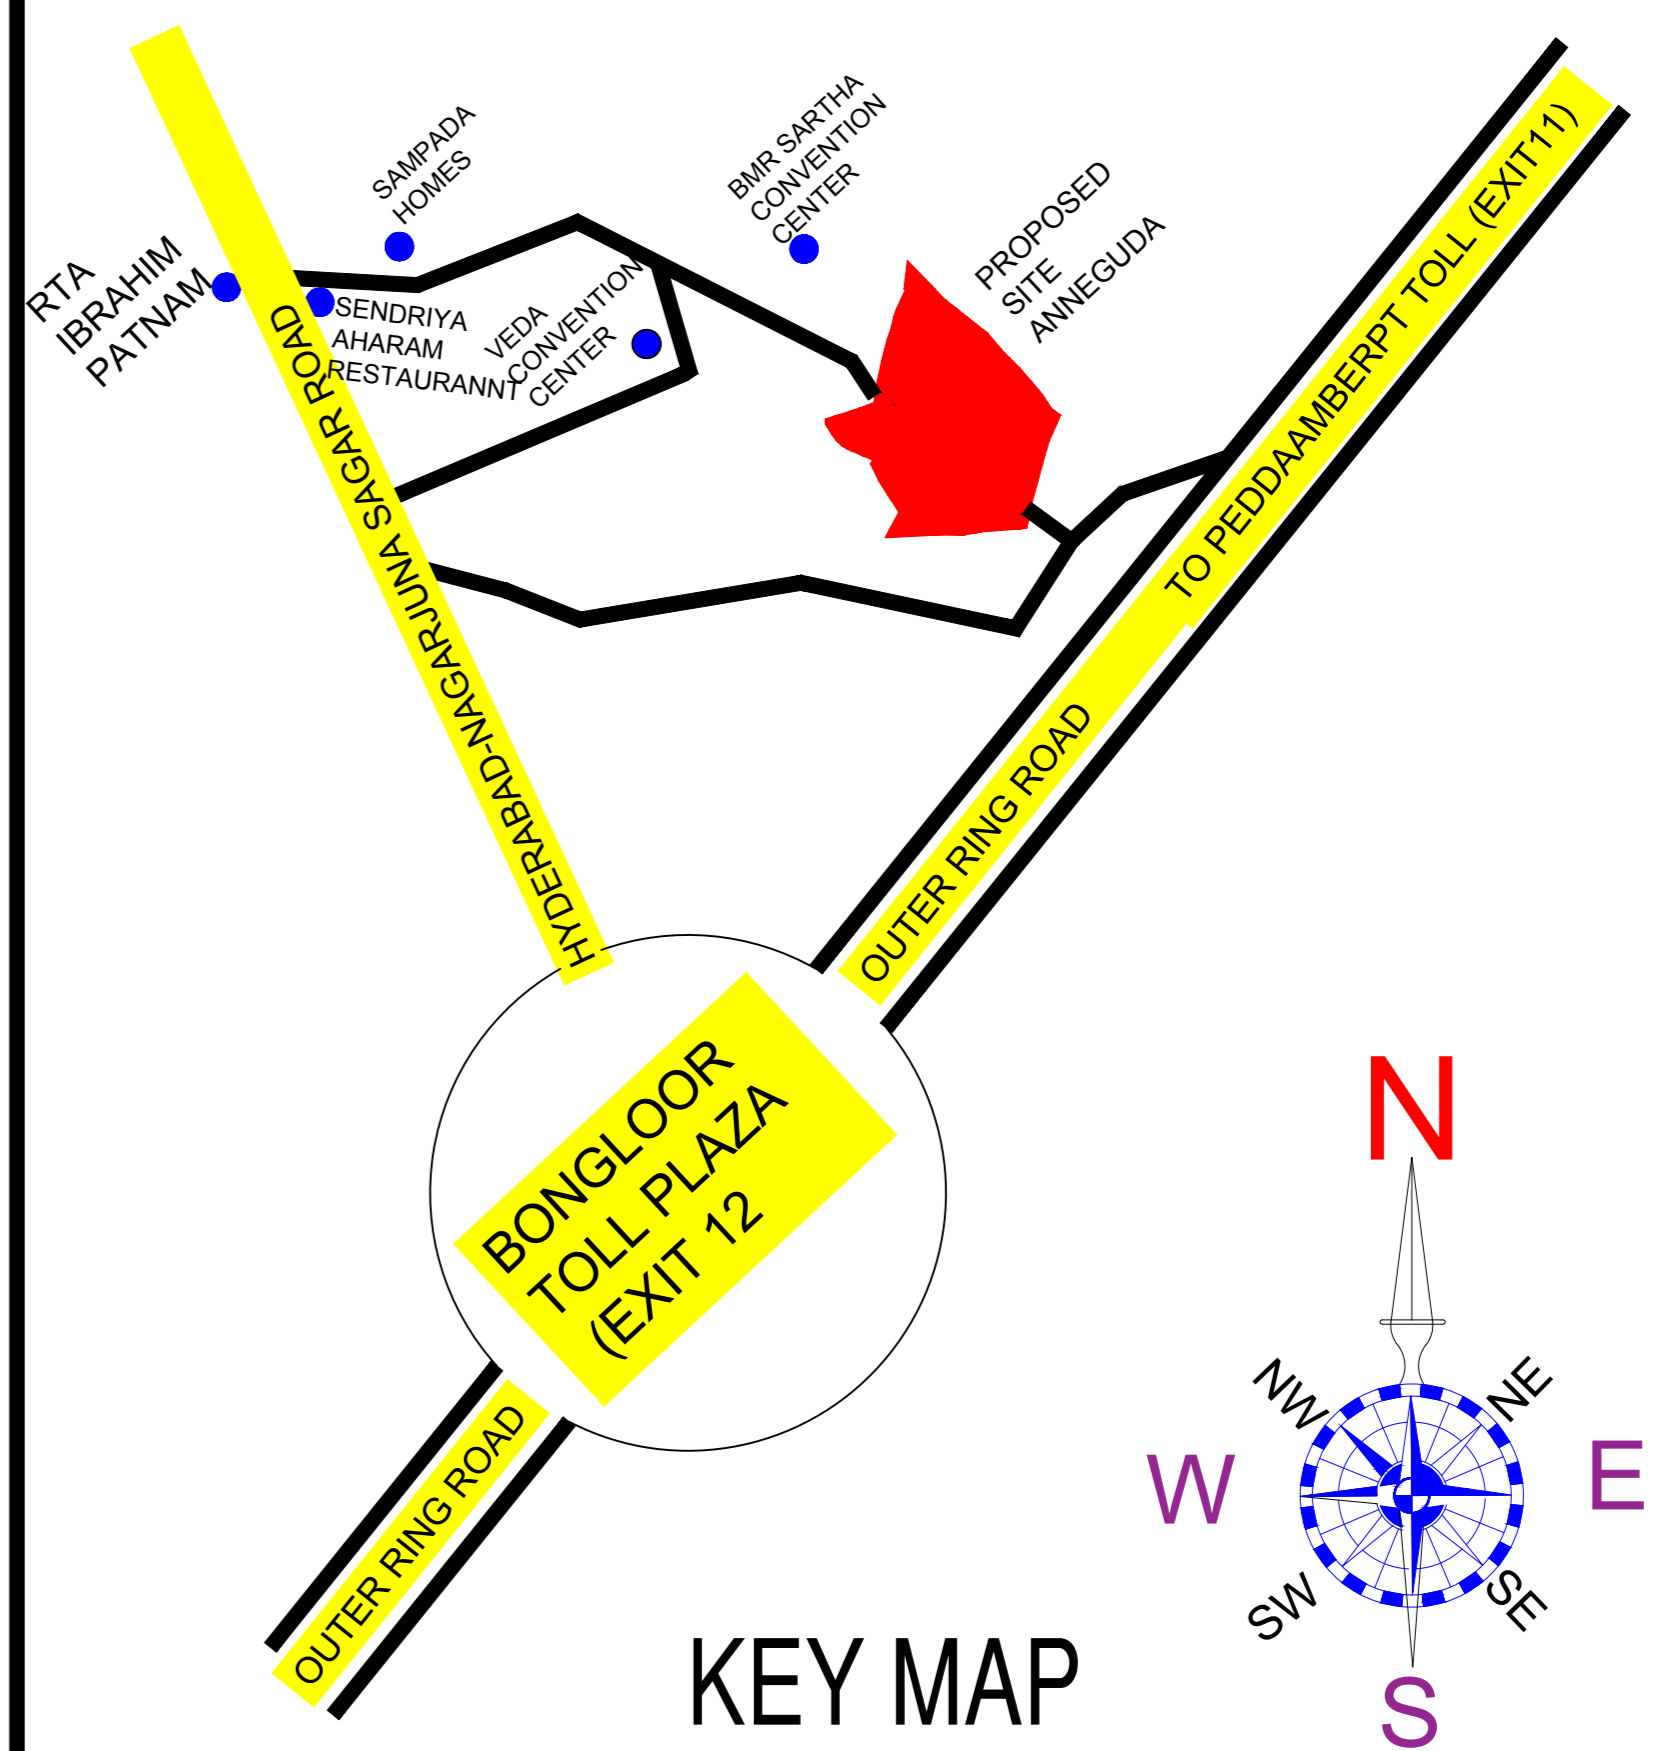 SAMPADA
HOMES
BMR SARTHA
CONVENTION
CENTER
PROPOSED
SITE
ANNEGUDA
RTA
IBRAHIM
PATNAM
SENDRIYA
AHARAM
RESTAURANNT
VEDA
CONVENTION
CENTER
HYDERABAD-NAGARJUNA SAGAR ROAD
TO PEDDAAMBERPT TOLL (EXIT11)
OUTER RING ROAD
BONGLOOR
TOLL PLAZA
(EXIT 12
OUTER RING ROAD
N
NW
NE
W
E
SW
SE
S
KEY MAP